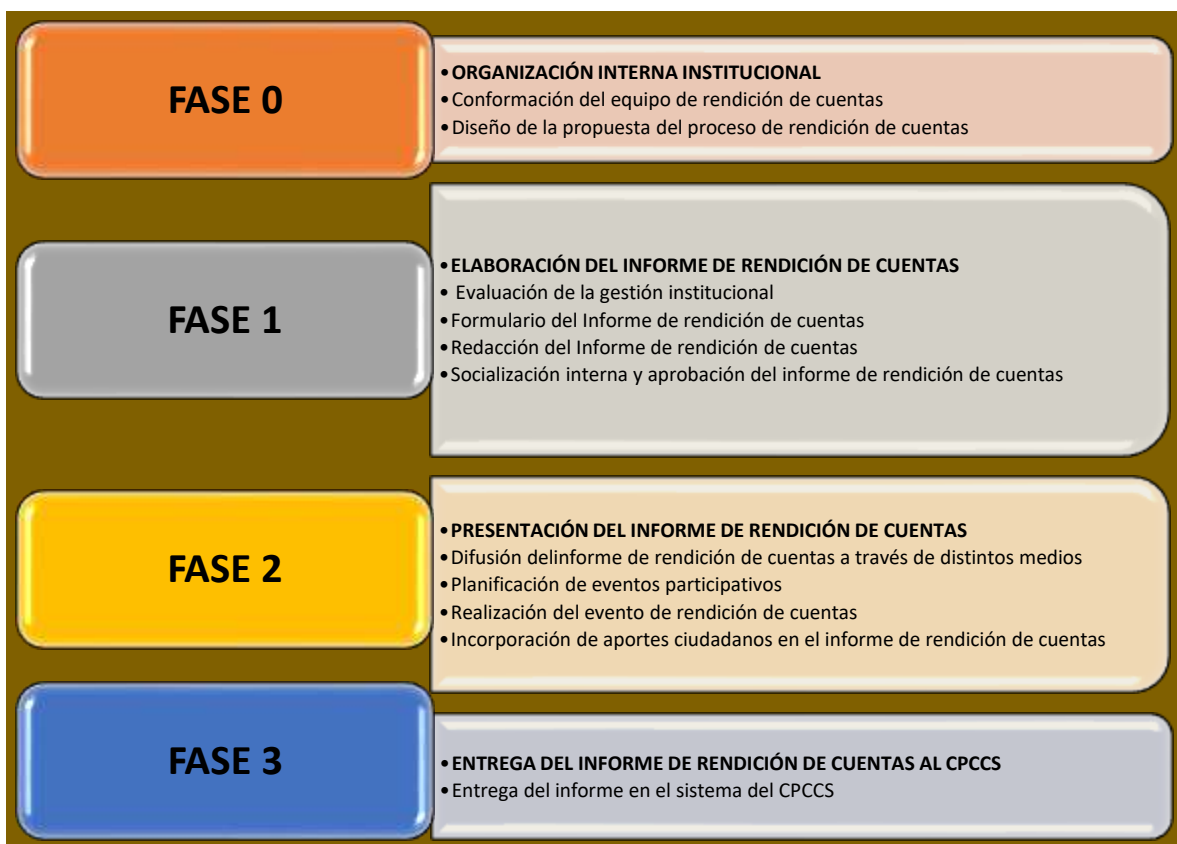 FASE 0
•ORGANIZACIÓN INTERNA INSTITUCIONAL
•Conformación del equipo de rendición de cuentas
•Diseño de la propuesta del proceso de rendición de cuentas
FASE 1
•ELABORACIÓN DEL INFORME DE RENDICIÓN DE CUENTAS
• Evaluación de la gestión institucional
•Formulario del Informe de rendición de cuentas
•Redacción del Informe de rendición de cuentas
•Socialización interna y aprobación del informe de rendición de cuentas
FASE 2
•PRESENTACIÓN DEL INFORME DE RENDICIÓN DE CUENTAS
•Difusión delinforme de rendición de cuentas a través de distintos medios
•Planificación de eventos participativos
•Realización del evento de rendición de cuentas
•Incorporación de aportes ciudadanos en el informe de rendición de cuentas
FASE 3
•ENTREGA DEL INFORME DE RENDICIÓN DE CUENTAS AL CPCCS
•Entrega del informe en el sistema del CPCCS